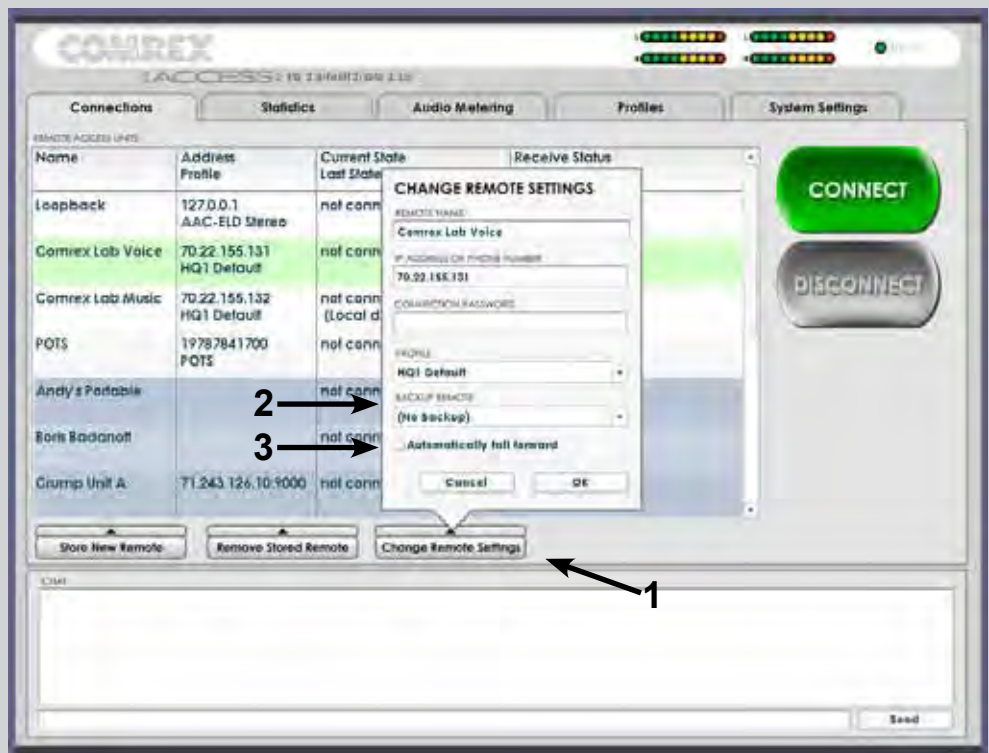 COMREX
ACCESS
Connections Statistics Audio Metering Profiles System Settings
REMOTE ACCESS UNITS
Name Address Current State Receive Status
Profile Last State
Loopback 127.0.0.1 not conn
AAC-ELD Stereo
Comrex Lab Voice 70.22.155.131 not conn
HQ1 Default
Comrex Lab Music 70.22.155.132 not conn
HQ1 Default (Local d
POTS 19787841700 not conn
POTS
Andy's Portable not conn
Boris Badanoff not conn
Crump Unit A 71.243.126.10:9000 not conn
CHANGE REMOTE SETTINGS
REMOTE NAME
Comrex Lab Voice
IP ADDRESS OR PHONE NUMBER
70.22.155.131
CONNECTION PASSWORD
PROFILE
HQ1 Default
BACKUP REMOTE
(No Backup)
Automatically fall forward
Cancel OK
2
3
1
CONNECT
DISCONNECT
Store New Remote Remove Stored Remote Change Remote Settings
CHAT
Send